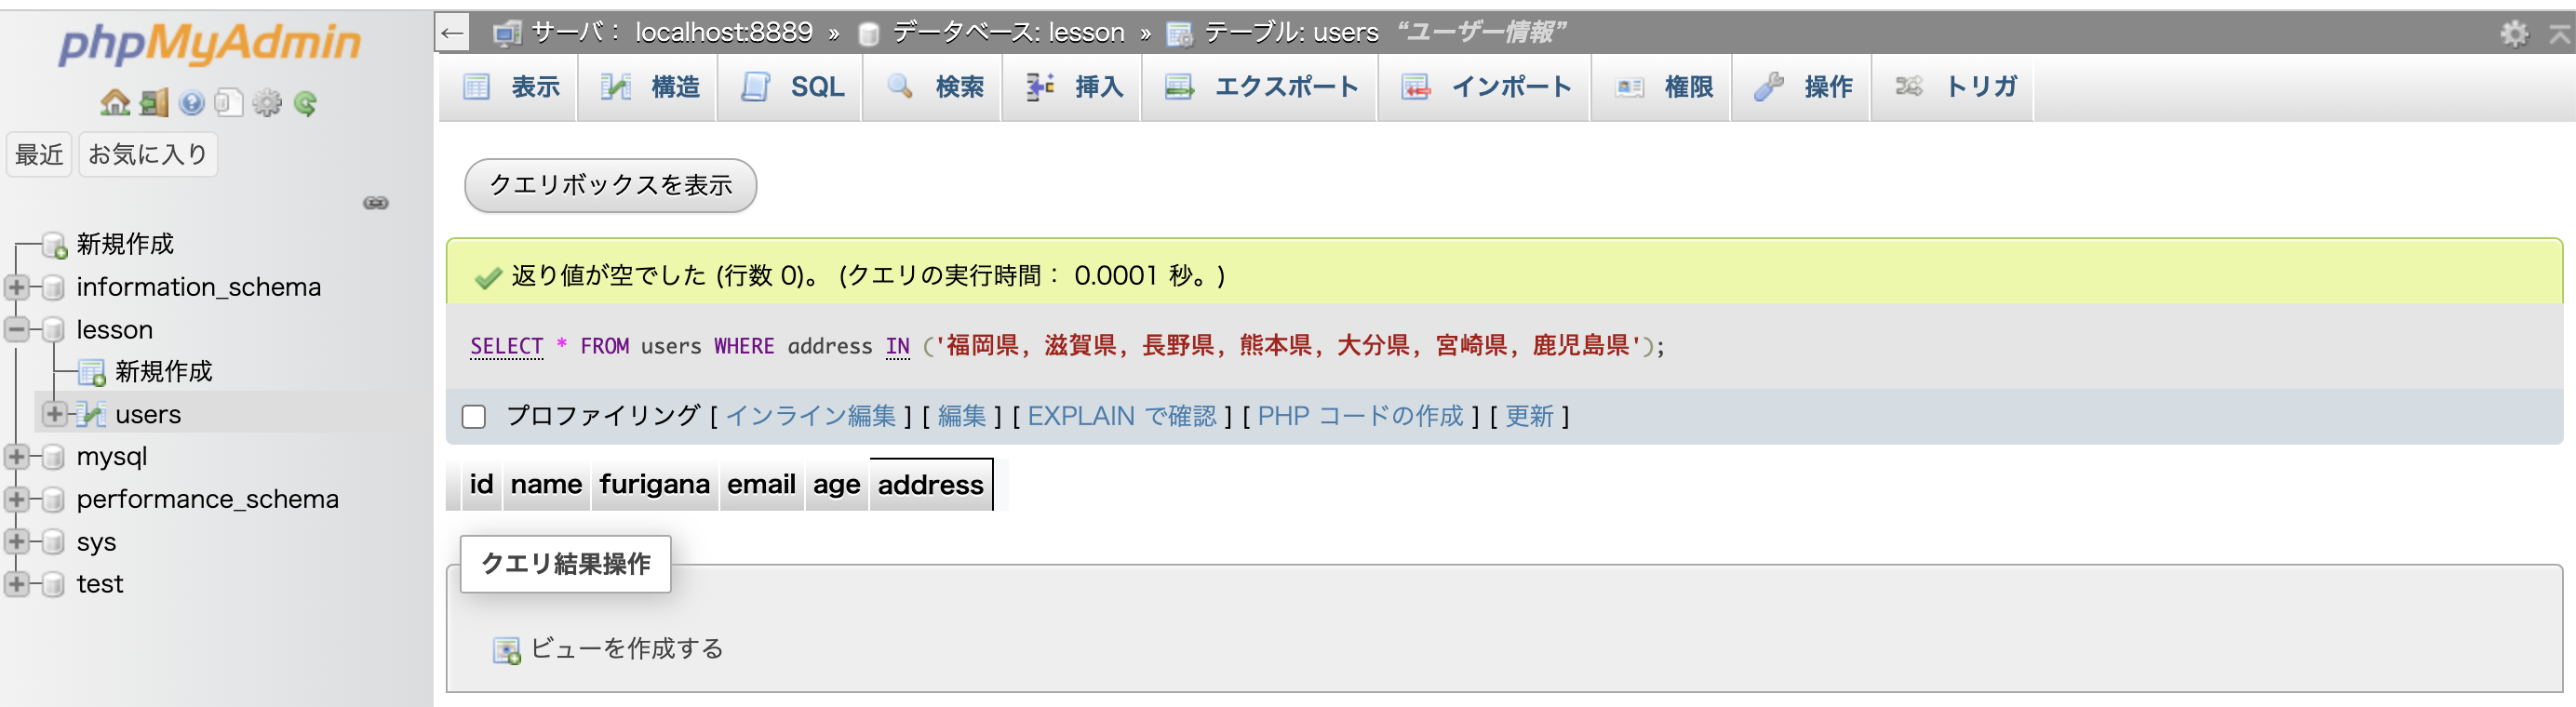 phpMyAdmin
最近 お気に入り
新規作成
information_schema
lesson
新規作成
users
mysql
performance_schema
sys
test
サーバ: localhost:8889 » データベース: lesson » テーブル: users “ユーザー情報”
表示 構造 SQL 検索 挿入 エクスポート インポート 権限 操作 トリガ
クエリボックスを表示
返り値が空でした (行数 0)。 (クエリの実行時間: 0.0001 秒。)
SELECT * FROM users WHERE address IN ('福岡県, 滋賀県, 長野県, 熊本県, 大分県, 宮崎県, 鹿児島県');
プロファイリング [ インライン編集 ] [ 編集 ] [ EXPLAIN で確認 ] [ PHP コードの作成 ] [ 更新 ]
id name furigana email age address
クエリ結果操作
ビューを作成する